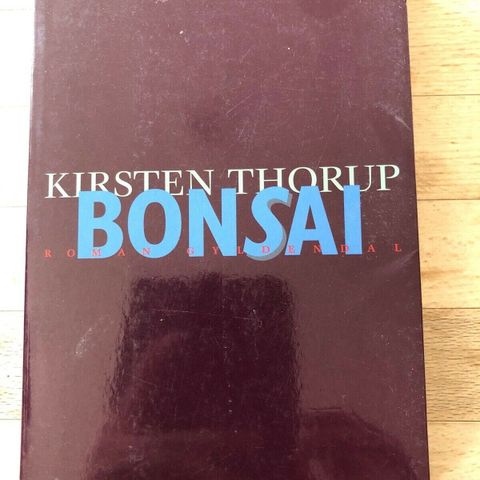 KIRSTEN THORUP
BONSAI
ROMAN GYLDENDAL